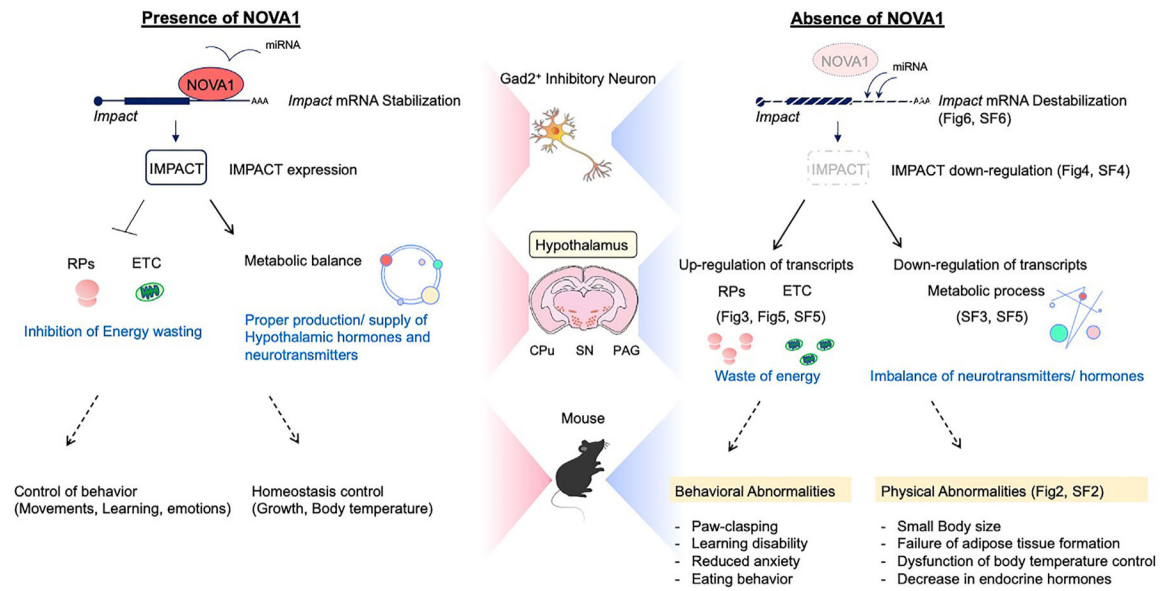 Presence of NOVA1
miRNA
NOVA1
AAA
Impact
Impact mRNA Stabilization
IMPACT
IMPACT expression
RPs
ETC
Metabolic balance
Inhibition of Energy wasting
Proper production/ supply of
Hypothalamic hormones and
neurotransmitters
Control of behavior
(Movements, Learning, emotions)
Homeostasis control
(Growth, Body temperature)
Gad2⁺ Inhibitory Neuron
Hypothalamus
CPu
SN
PAG
Mouse
Absence of NOVA1
NOVA1
miRNA
AAA
Impact
Impact mRNA Destabilization
(Fig6, SF6)
IMPACT
IMPACT down-regulation (Fig4, SF4)
Up-regulation of transcripts
RPs
ETC
(Fig3, Fig5, SF5)
Waste of energy
Down-regulation of transcripts
Metabolic process
(SF3, SF5)
Imbalance of neurotransmitters/ hormones
Behavioral Abnormalities
- Paw-clasping
- Learning disability
- Reduced anxiety
- Eating behavior
Physical Abnormalities (Fig2, SF2)
- Small Body size
- Failure of adipose tissue formation
- Dysfunction of body temperature control
- Decrease in endocrine hormones